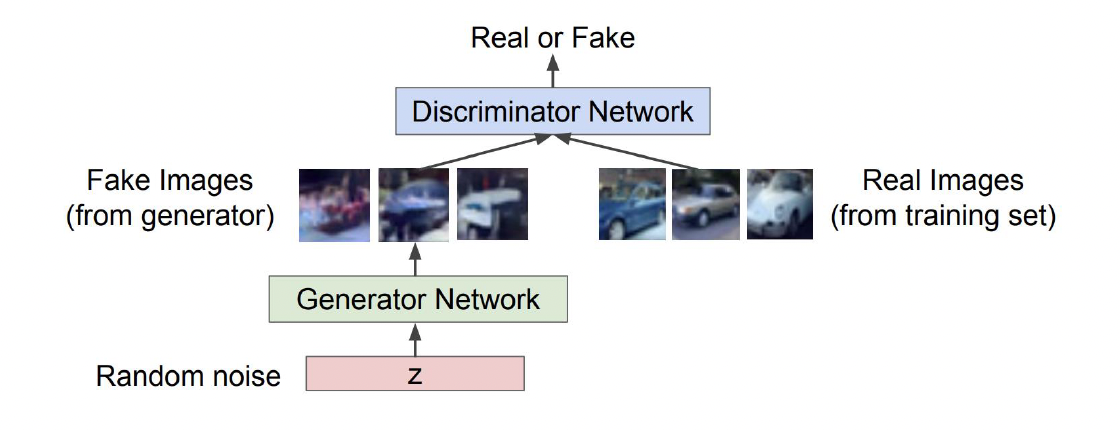 Real or Fake
Discriminator Network
Fake Images
(from generator)
Real Images
(from training set)
Generator Network
Random noise
z